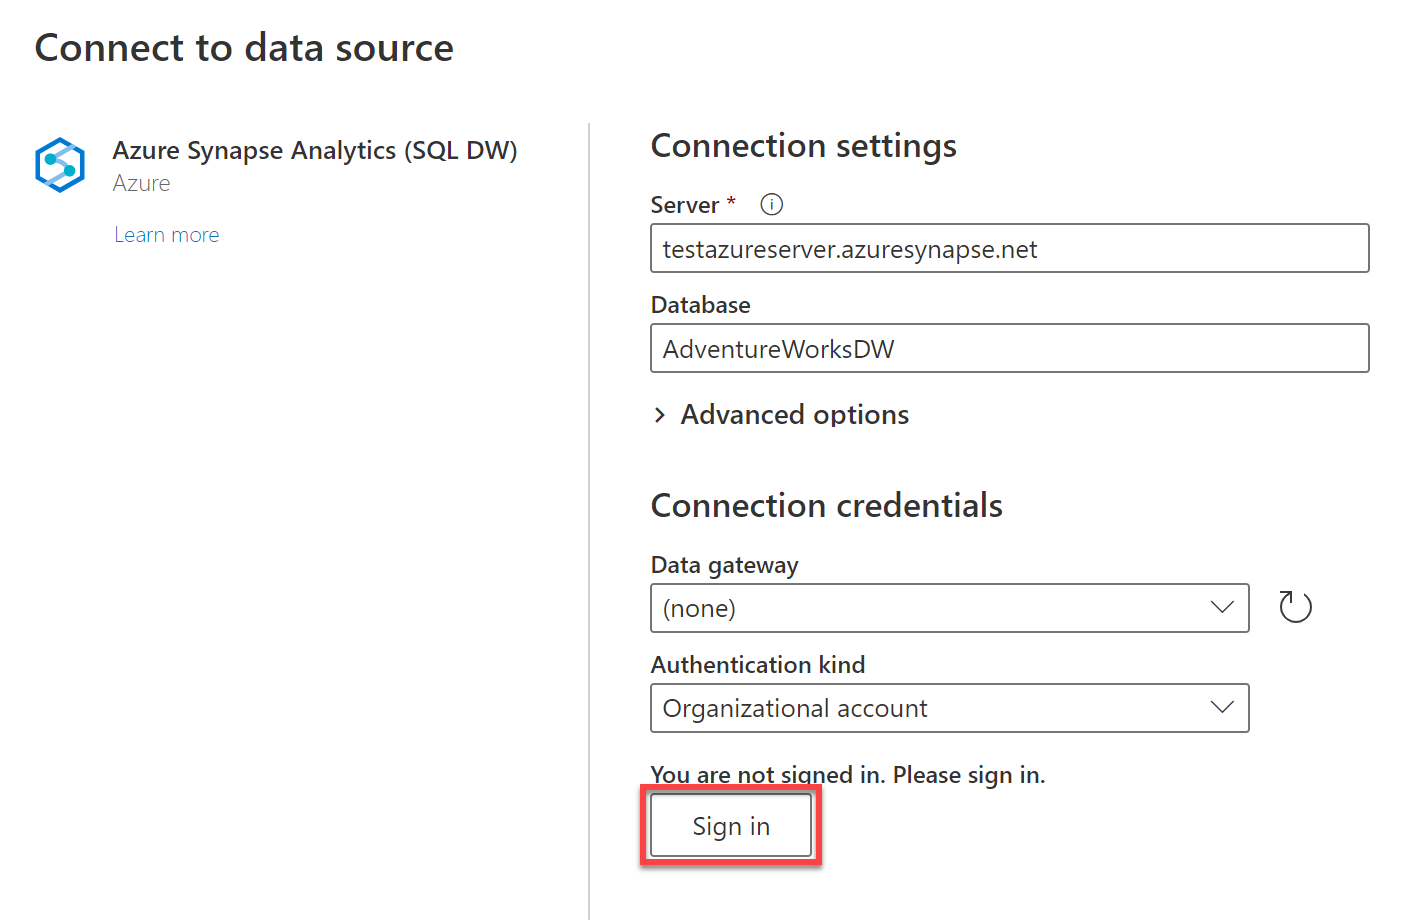 Connect to data source
Azure Synapse Analytics (SQL DW)
Azure
Learn more
Connection settings
Server *
testazureserver.azuresynapse.net
Database
AdventureWorksDW
Advanced options
Connection credentials
Data gateway
(none)
Authentication kind
Organizational account
You are not signed in. Please sign in.
Sign in